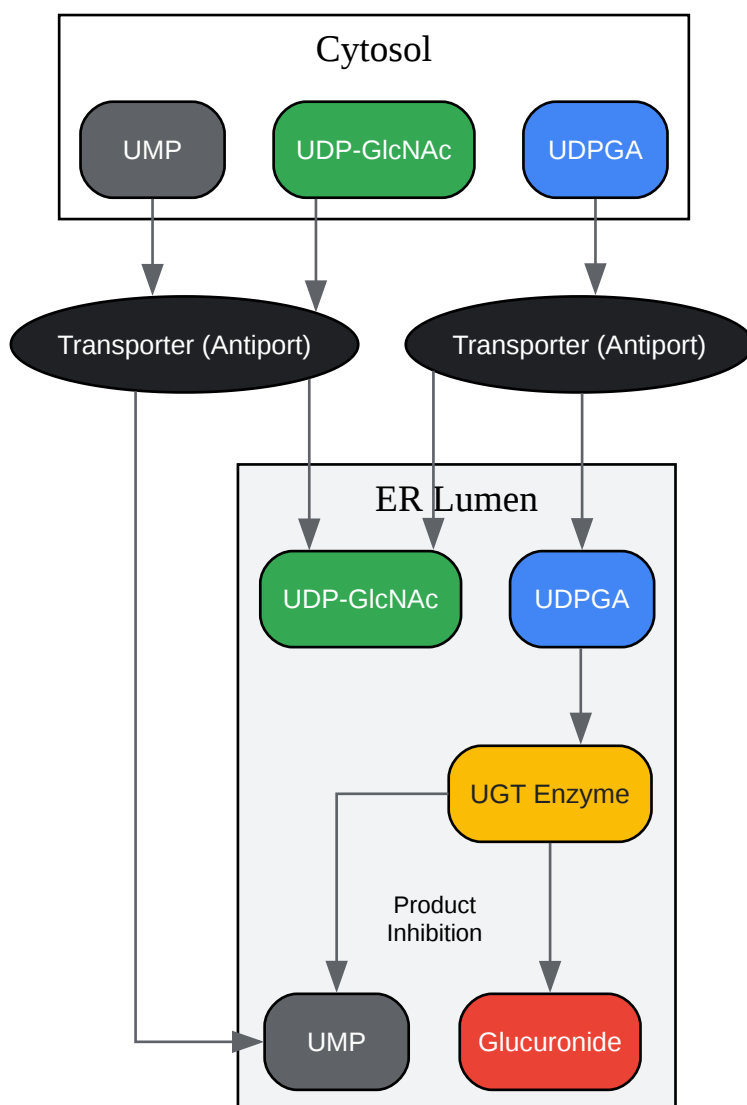 Cytosol
UMP
UDP-GlcNAc
UDPGA
Transporter (Antiport)
Transporter (Antiport)
ER Lumen
UDP-GlcNAc
UDPGA
UGT Enzyme
Product
Inhibition
UMP
Glucuronide